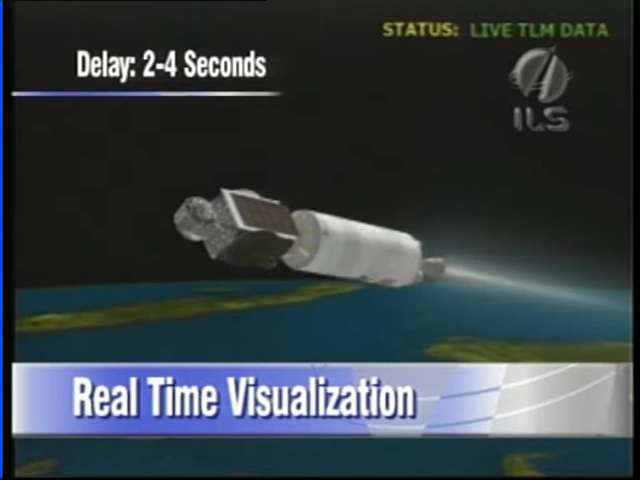 STATUS: LIVE TLM DATA
Delay: 2-4 Seconds
ILS
Real Time Visualization